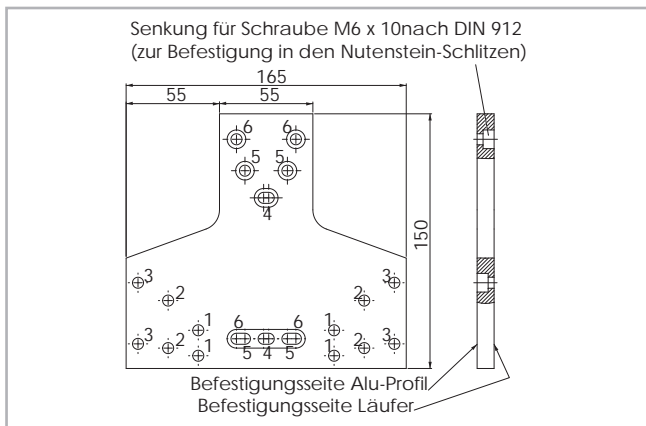 Senkung für Schraube M6 x 10nach DIN 912
(zur Befestigung in den Nutenstein-Schlitzen)
165
55 55
6 6
5 5
4
150
3 3
2 2
1 6 6 1
3 2 2 3
1 5 4 5 1
Befestigungsseite Alu-Profil
Befestigungsseite Läufer